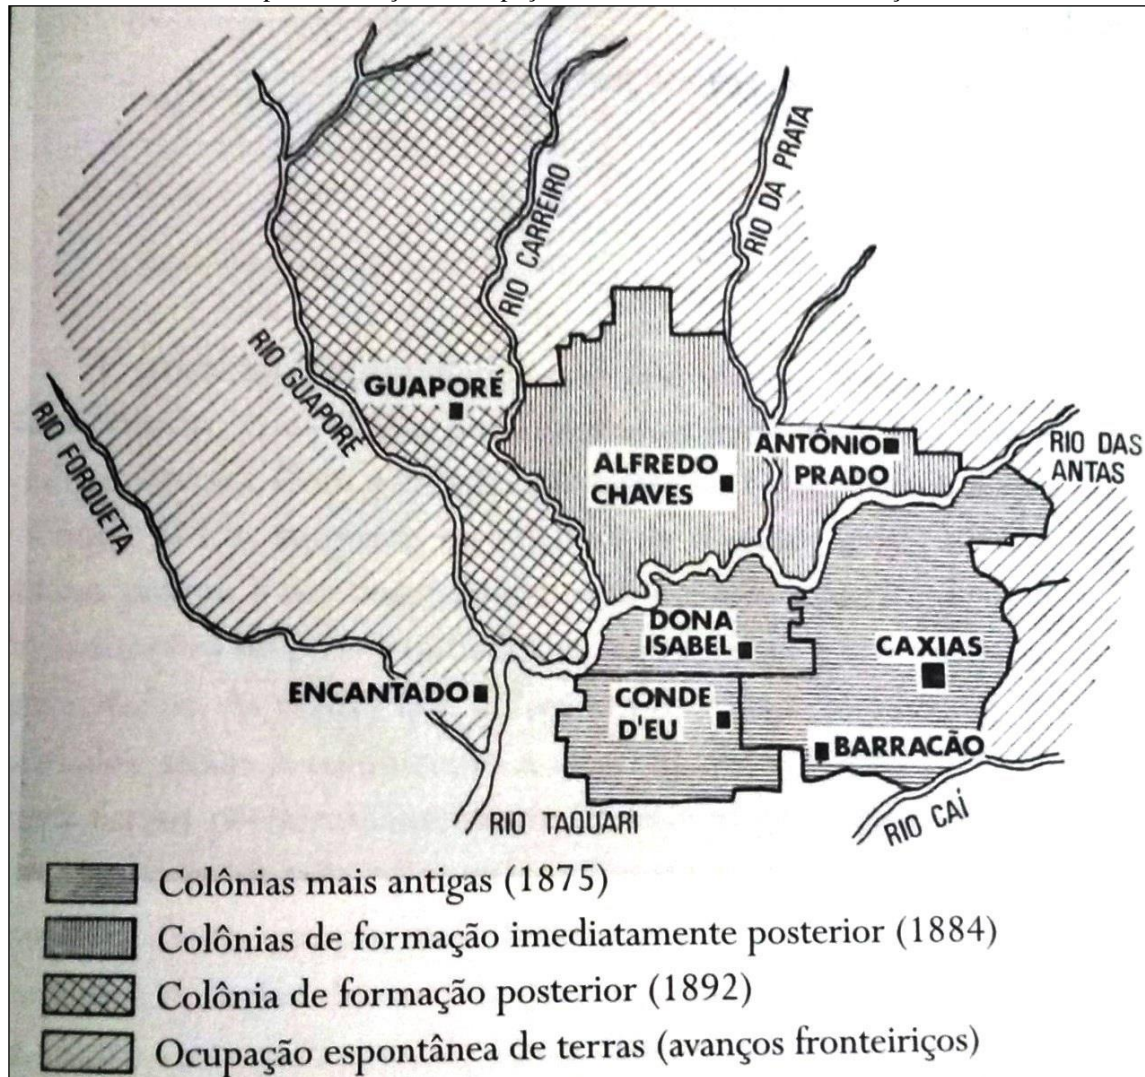 RIO CARREIRO
RIO DA PRATA
RIO GUAPORÉ
GUAPORÉ
RIO FORQUETA
ALFREDO
CHAVES
ANTÔNIO
PRADO
RIO DAS
ANTAS
DONA
ISABEL
CAXIAS
ENCANTADO
CONDE
D'EU
BARRACÃO
RIO TAQUARI
RIO CAÍ
Colônias mais antigas (1875)
Colônias de formação imediatamente posterior (1884)
Colônia de formação posterior (1892)
Ocupação espontânea de terras (avanços fronteiriços)